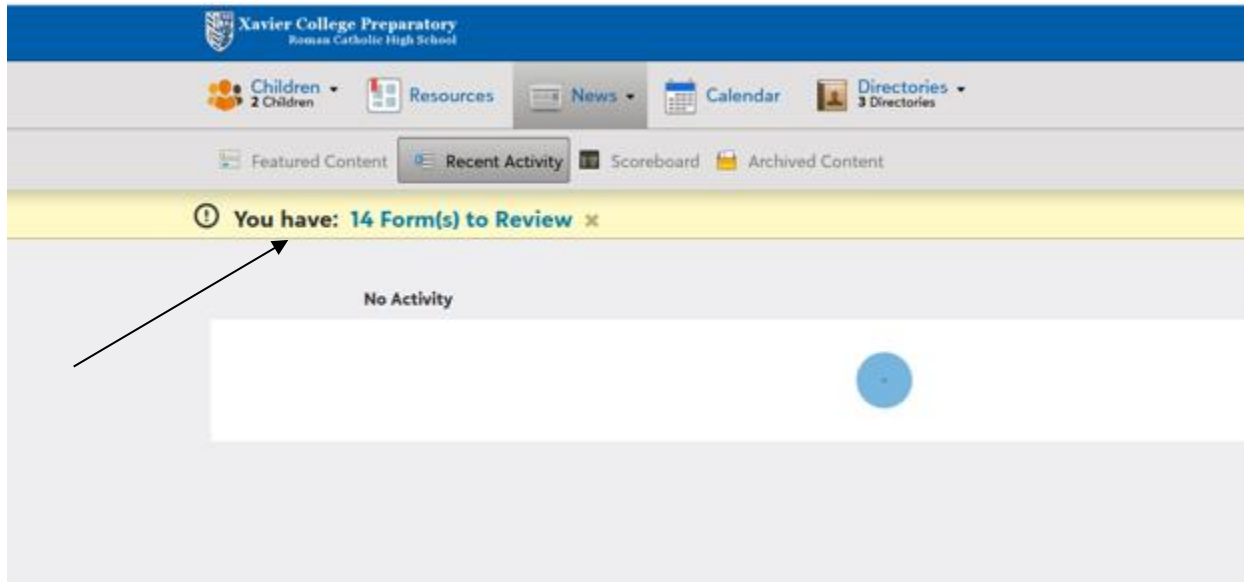 Xavier College Preparatory
Roman Catholic High School
Children
2 Children
Resources
News
Calendar
Directories
3 Directories
Featured Content
Recent Activity
Scoreboard
Archived Content
You have: 14 Form(s) to Review
No Activity